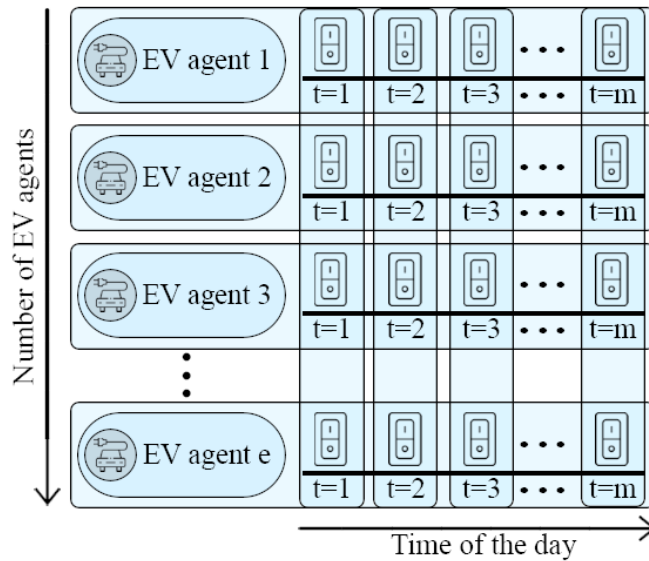 Number of EV agents
EV agent 1
t=1 t=2 t=3 ... t=m
EV agent 2
t=1 t=2 t=3 ... t=m
EV agent 3
t=1 t=2 t=3 ... t=m
EV agent e
t=1 t=2 t=3 ... t=m
Time of the day